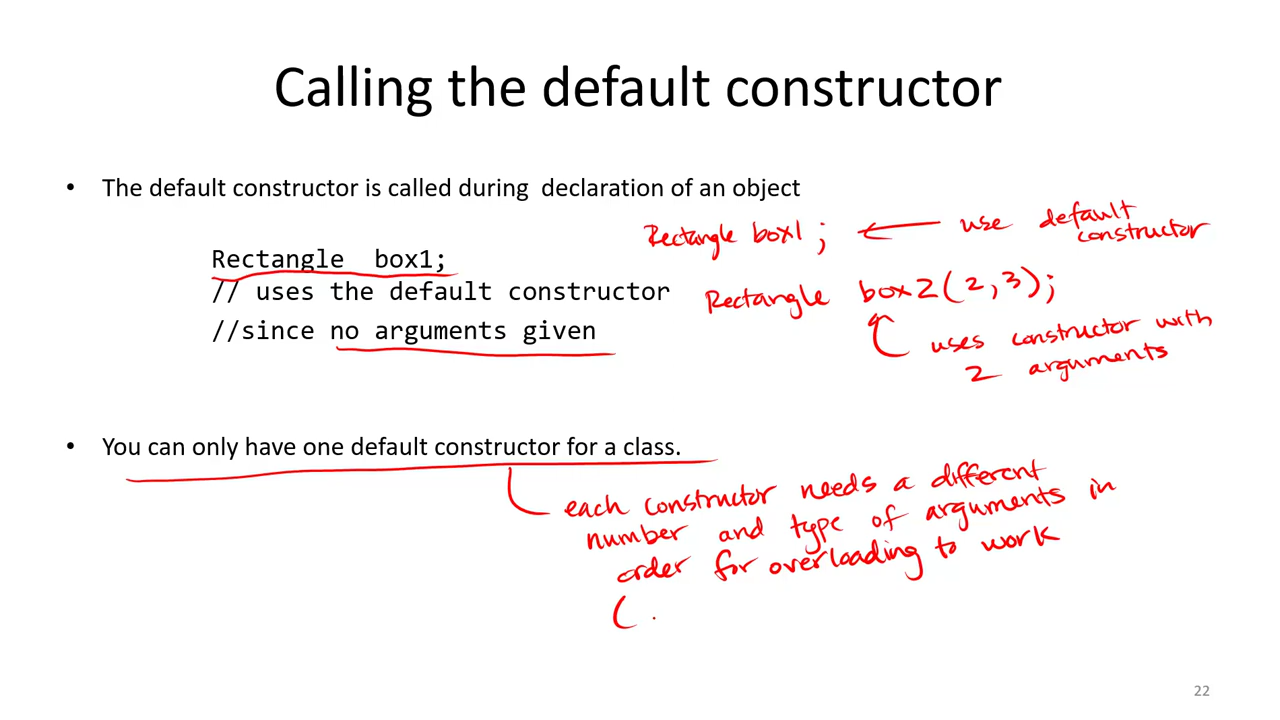 Calling the default constructor
• The default constructor is called during declaration of an object
Rectangle box1;
// uses the default constructor
//since no arguments given
Rectangle box1; ← use default
constructor
Rectangle box2(2,3);
uses constructor with
2 arguments
• You can only have one default constructor for a class.
each constructor needs a different
number and type of arguments in
order for overloading to work
(
22